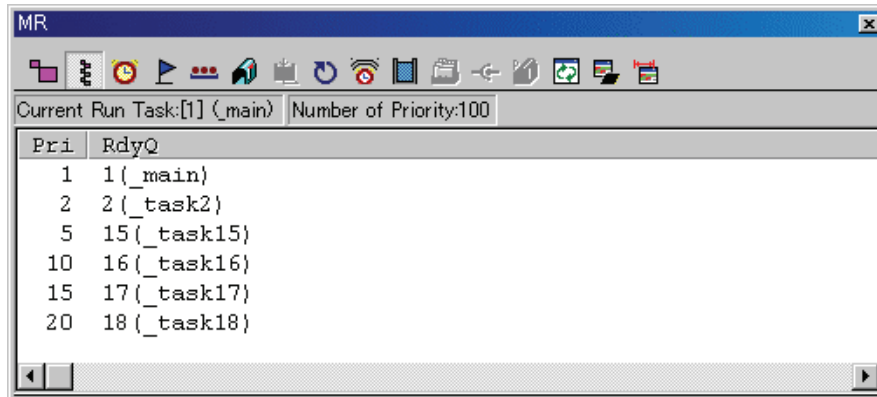 MR
Current Run Task:[1] (_main) Number of Priority:100
Pri RdyQ
1 1(_main)
2 2(_task2)
5 15(_task15)
10 16(_task16)
15 17(_task17)
20 18(_task18)